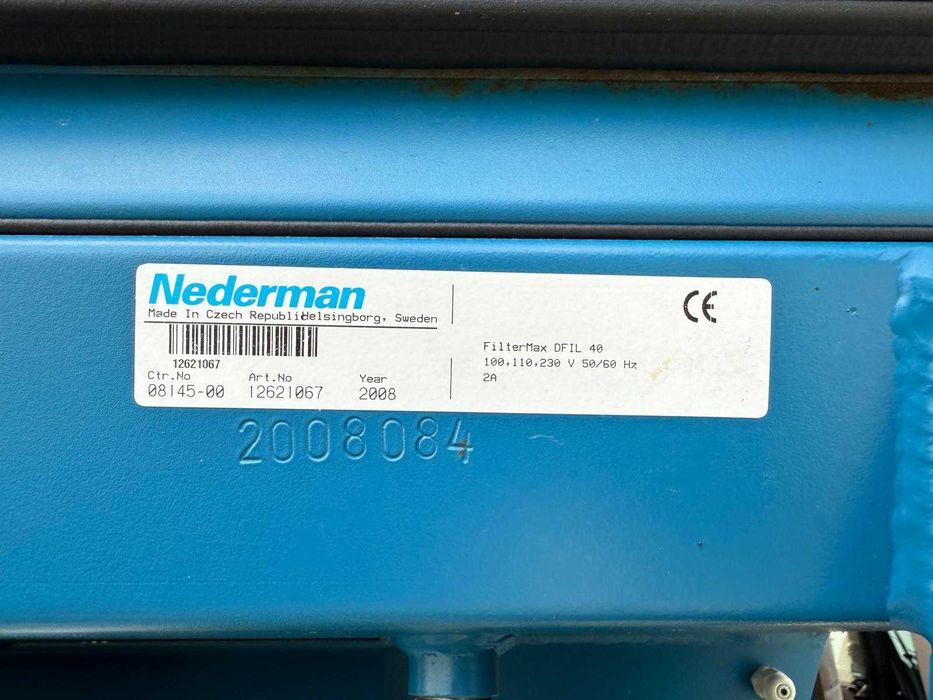 Nederman
CE
Made In Czech RepublicHelsingborg, Sweden
12621067
Ctr.No Art.No Year
08145-00 12621067 2008
FilterMax DFIL 40
100,110,230 V 50/60 Hz
2A
2008084